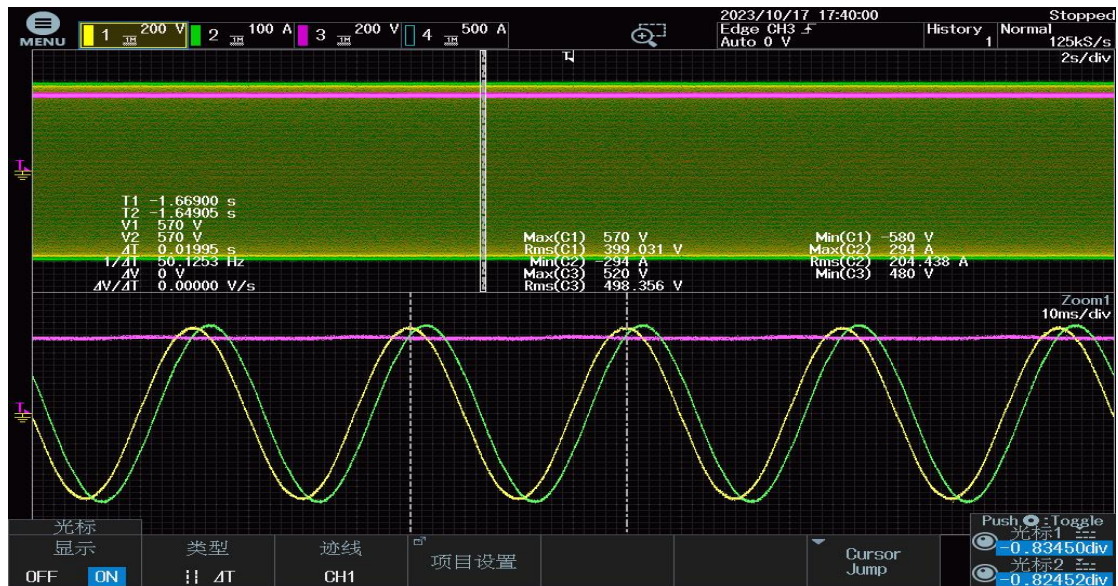 2023/10/17 17:40:00 Stopped
MENU 1 1M 200 V 2 1M 100 A 3 1M 200 V 4 1M 500 A Edge CH3 History Normal
Auto 0 V 1 125kS/s
2s/div
T
T
T1 -1.66900 s
T2 -1.64905 s
V1 570 V
V2 570 V
ΔT 0.01995 s
1/ΔT 50.1253 Hz
ΔV 0 V
ΔV/ΔT 0.00000 V/s
Max(C1) 570 V Min(C1) -580 V
Rms(C1) 399.031 V Max(C2) 294 A
Min(C2) -294 A Rms(C2) 204.438 A
Max(C3) 520 V Min(C3) 480 V
Rms(C3) 498.356 V
Zoom1
10ms/div
T
光标 Push :Toggle
显示 类型 迹线 项目设置 Cursor Jump 光标1
-0.83450div
OFF ON ΔT CH1 光标2
-0.82452div